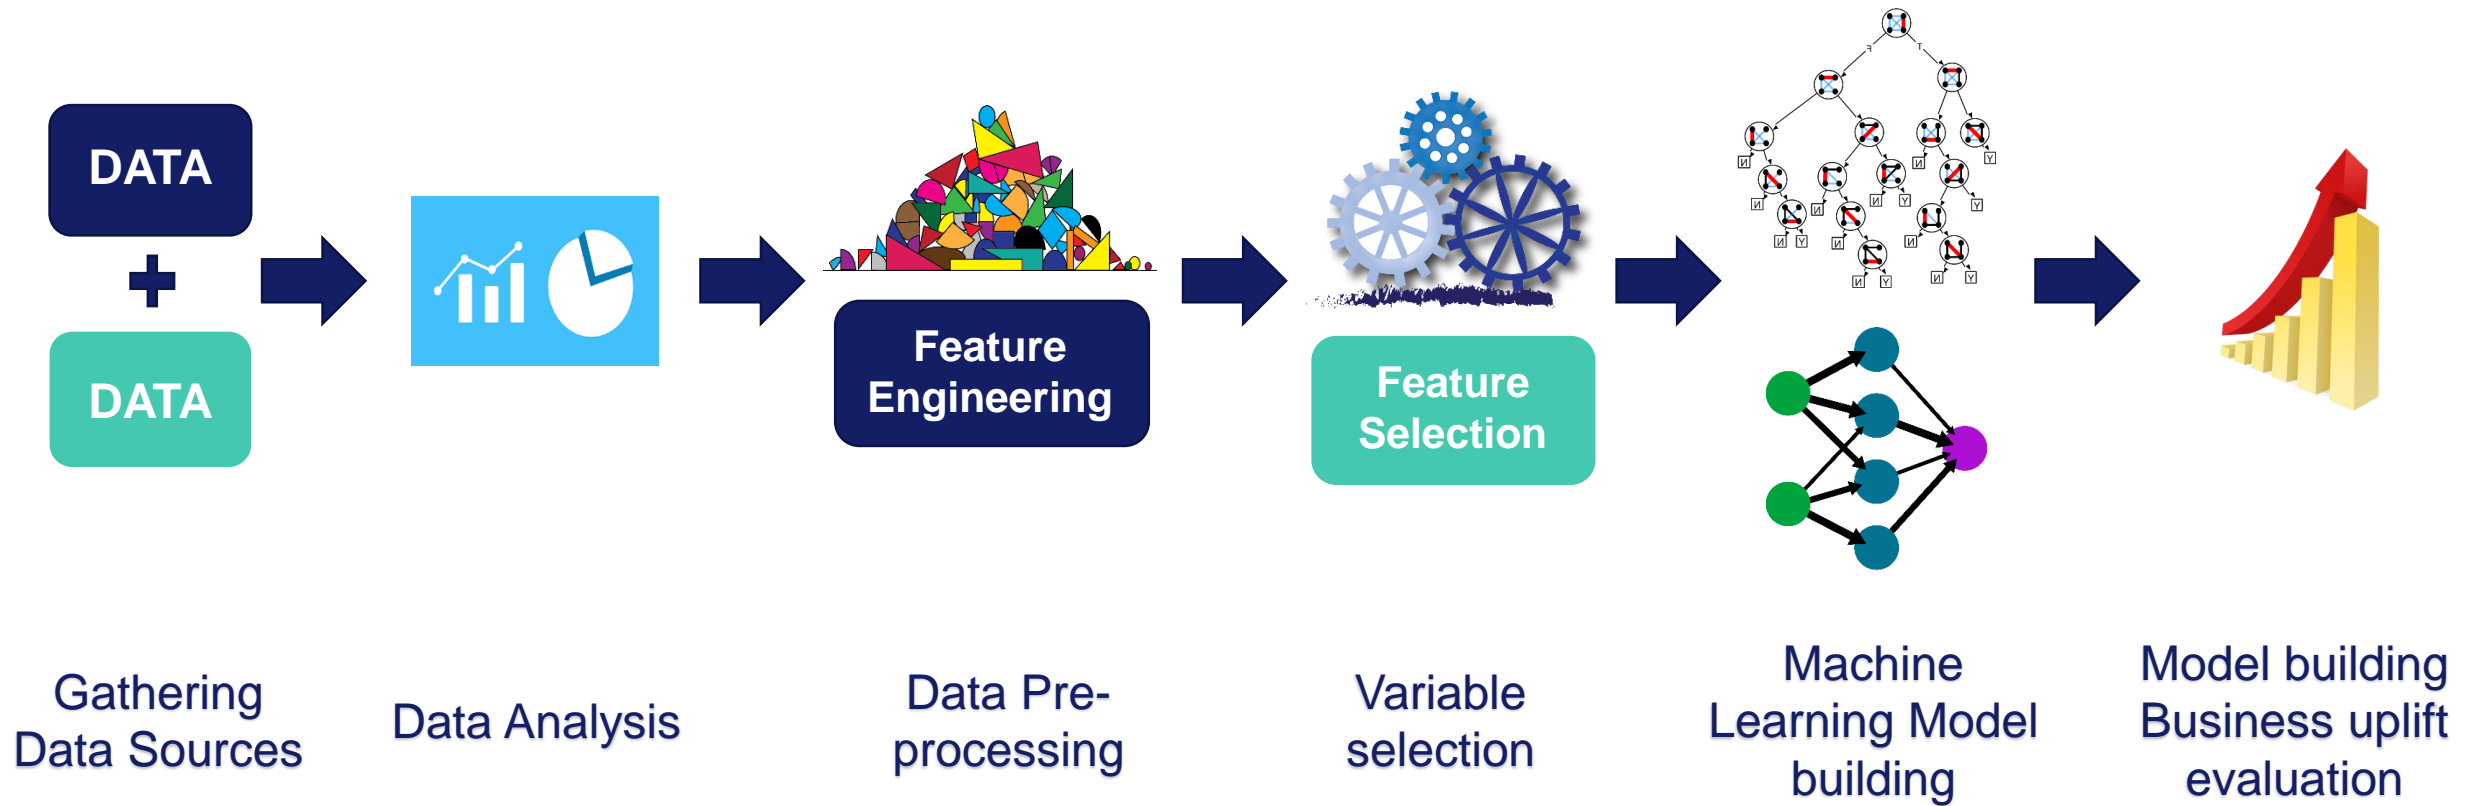 DATA
DATA
Feature
Engineering
Feature
Selection
Gathering
Data Sources
Data Analysis
Data Pre-
processing
Variable
selection
Machine
Learning Model
building
Model building
Business uplift
evaluation